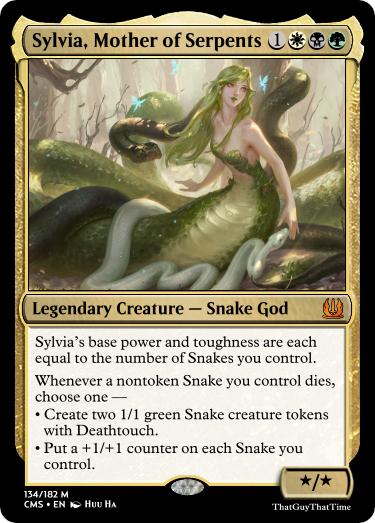 Sylvia, Mother of Serpents 1
Legendary Creature — Snake God
Sylvia's base power and toughness are each
equal to the number of Snakes you control.
Whenever a nontoken Snake you control dies,
choose one —
• Create two 1/1 green Snake creature tokens
with Deathtouch.
• Put a +1/+1 counter on each Snake you
control.
*/*
134/182 M
CMS • EN Huu Ha
ThatGuyThatTime